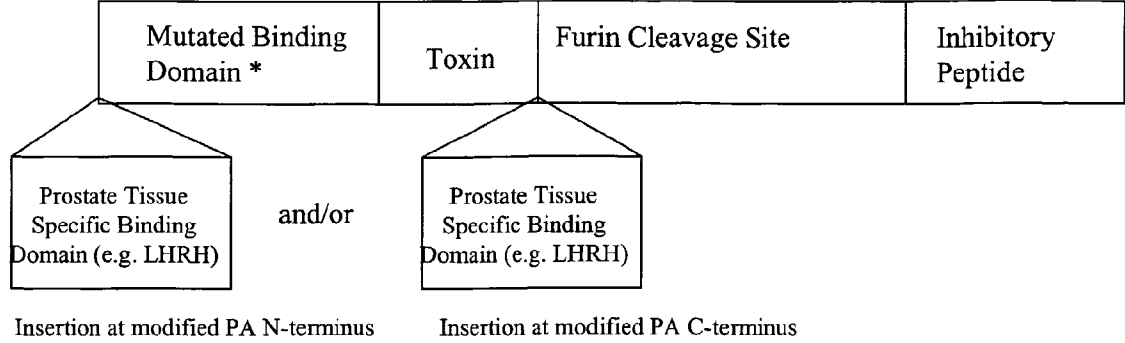 Mutated Binding
Domain *
Toxin
Furin Cleavage Site
Inhibitory
Peptide
Prostate Tissue
Specific Binding
Domain (e.g. LHRH)
and/or
Prostate Tissue
Specific Binding
Domain (e.g. LHRH)
Insertion at modified PA N-terminus
Insertion at modified PA C-terminus